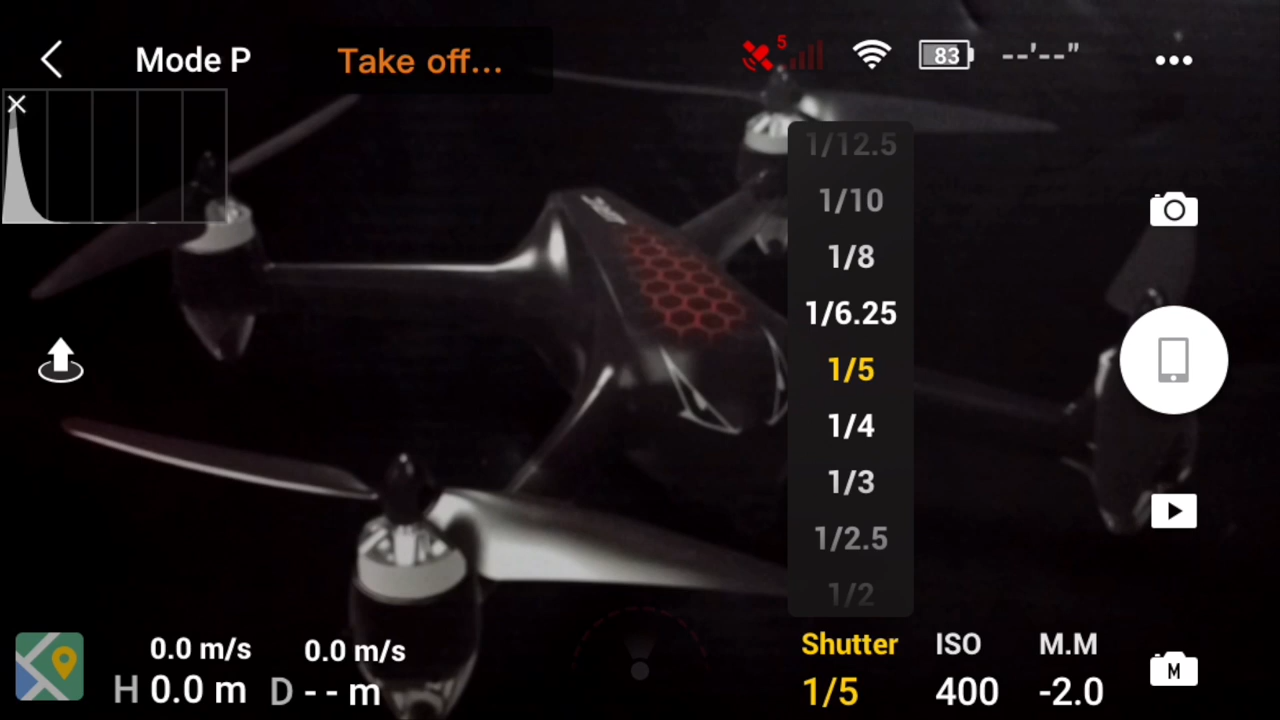 Mode P
Take off...
5
83
--'--"
1/12.5
1/10
1/8
1/6.25
1/5
1/4
1/3
1/2.5
1/2
0.0 m/s
0.0 m/s
H 0.0 m
D -- m
Shutter
1/5
ISO
400
M.M
-2.0
M